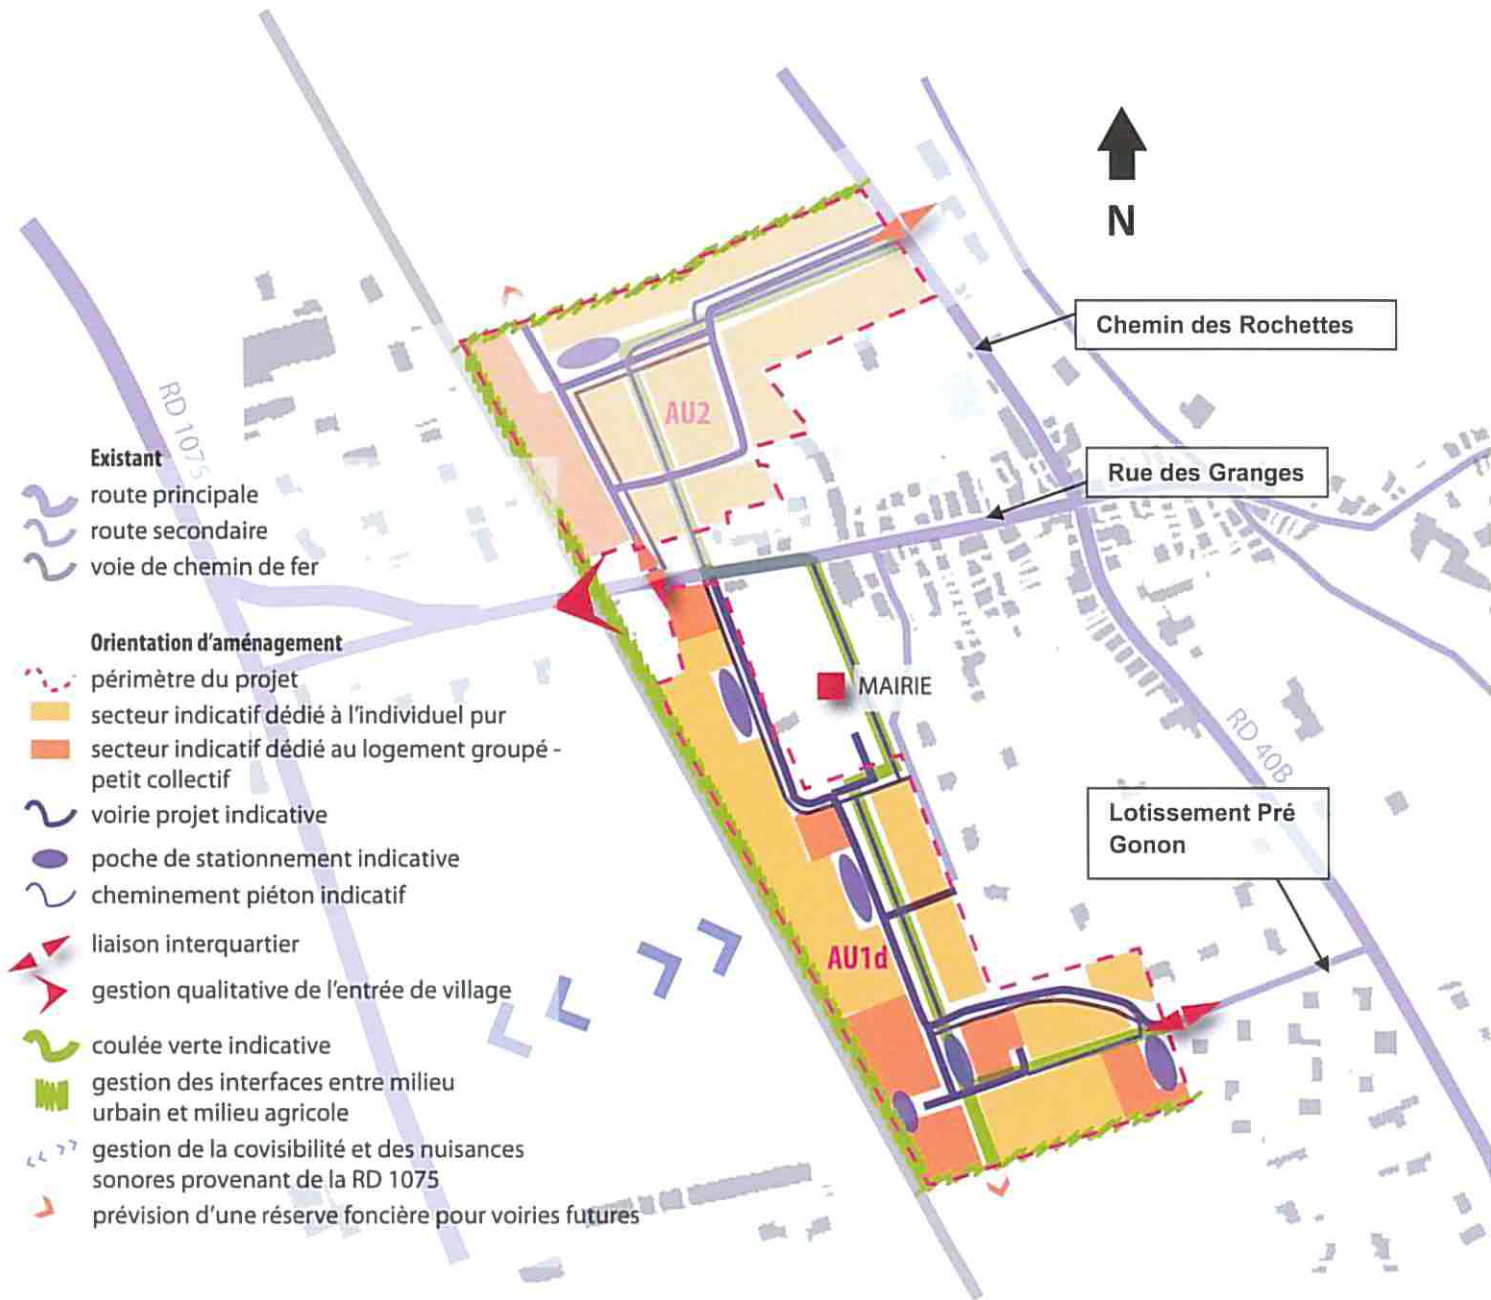 N
Chemin des Rochettes
RD 1075
AU2
Rue des Granges
Existant
route principale
route secondaire
voie de chemin de fer
Orientation d'aménagement
périmètre du projet
secteur indicatif dédié à l'individuel pur
secteur indicatif dédié au logement groupé -
petit collectif
voirie projet indicative
poche de stationnement indicative
cheminement piéton indicatif
liaison interquartier
gestion qualitative de l'entrée de village
coulée verte indicative
gestion des interfaces entre milieu
urbain et milieu agricole
gestion de la covisibilité et des nuisances
sonores provenant de la RD 1075
prévision d'une réserve foncière pour voiries futures
MAIRIE
RD 40B
Lotissement Pré
Gonon
AU1d